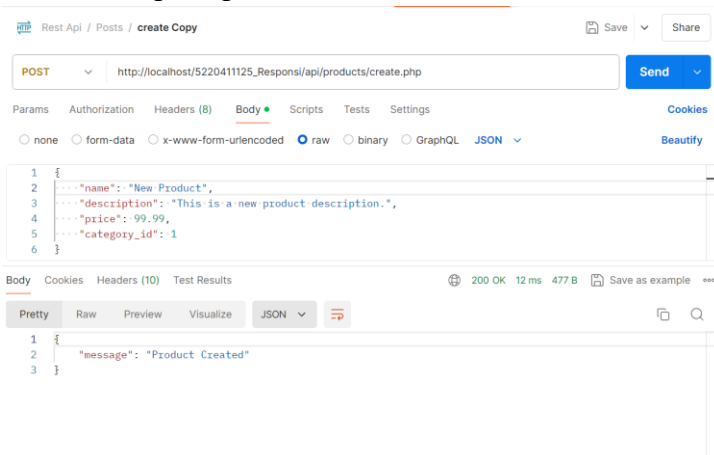 HTTP Rest Api / Posts / create Copy Save Share
POST http://localhost/5220411125_Responsi/api/products/create.php Send
Params Authorization Headers (8) Body Scripts Tests Settings Cookies
none form-data x-www-form-urlencoded raw binary GraphQL JSON Beautify
1 {
2 "name": "New Product",
3 "description": "This is a new product description.",
4 "price": 99.99,
5 "category_id": 1
6 }
Body Cookies Headers (10) Test Results 200 OK 12 ms 477 B Save as example
Pretty Raw Preview Visualize JSON
1 {
2 "message": "Product Created"
3 }